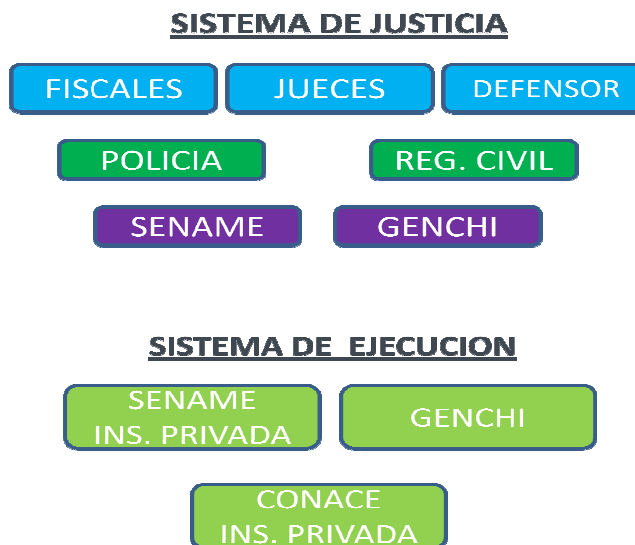 SISTEMA DE JUSTICIA
FISCALES JUECES DEFENSOR
POLICIA REG. CIVIL
SENAME GENCHI
SISTEMA DE EJECUCION
SENAME
INS. PRIVADA
GENCHI
CONACE
INS. PRIVADA